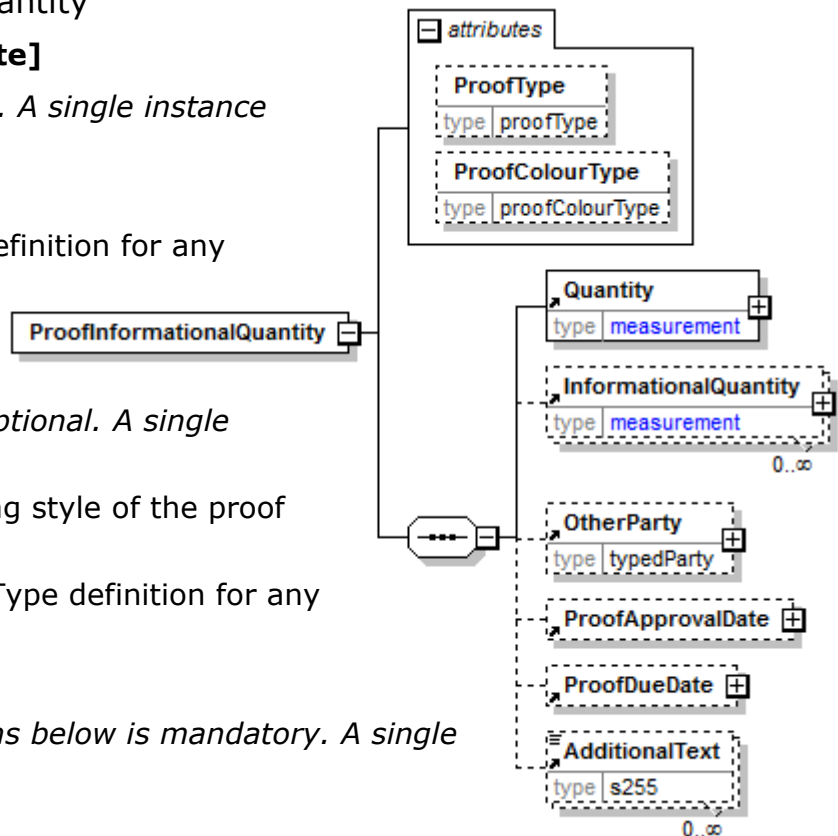 antity
te]
. A single instance
efinition for any
ptional. A single
ng style of the proof
Type definition for any
ns below is mandatory. A single
ProofInformationalQuantity
attributes
ProofType
type proofType
ProofColourType
type proofColourType
Quantity
type measurement
InformationalQuantity
type measurement
0..∞
OtherParty
type typedParty
ProofApprovalDate
ProofDueDate
AdditionalText
type s255
0..∞